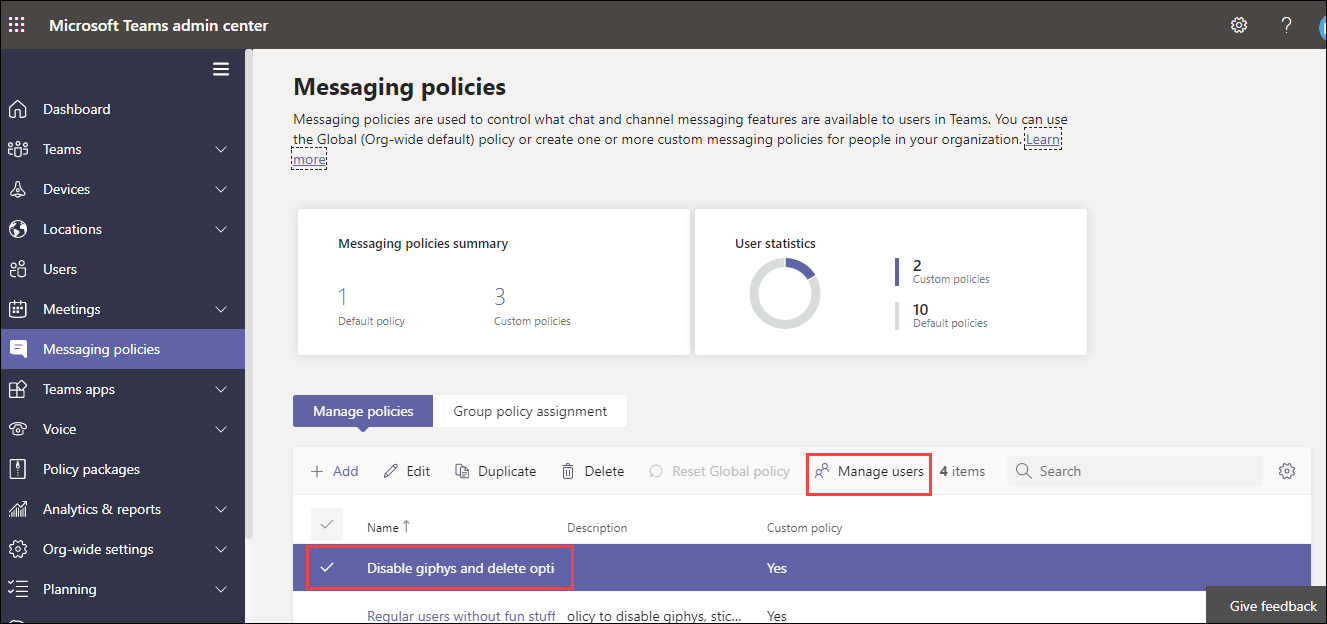 Microsoft Teams admin center
?
Dashboard
Teams
Devices
Locations
Users
Meetings
Messaging policies
Teams apps
Voice
Policy packages
Analytics & reports
Org-wide settings
Planning
Messaging policies
Messaging policies are used to control what chat and channel messaging features are available to users in Teams. You can use
the Global (Org-wide default) policy or create one or more custom messaging policies for people in your organization. Learn
more
Messaging policies summary
1
Default policy
3
Custom policies
User statistics
2
Custom policies
10
Default policies
Manage policies
Group policy assignment
+ Add
Edit
Duplicate
Delete
Reset Global policy
Manage users
4 items
Search
Name ↑ Description Custom policy
Disable giphys and delete opti Yes
Regular users without fun stuff olicy to disable giphys, stic... Yes
Give feedback